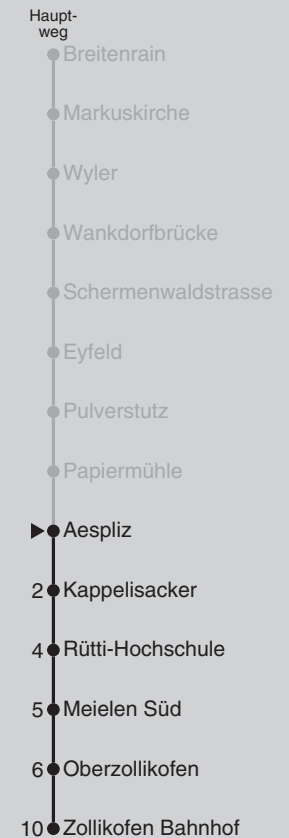 Haupt-
weg
Breitenrain
Markuskirche
Wyler
Wankdorfbrücke
Schermenwaldstrasse
Eyfeld
Pulverstutz
Papiermühle
Aespliz
2 Kappelisacker
4 Rütti-Hochschule
5 Meielen Süd
6 Oberzollikofen
10 Zollikofen Bahnhof